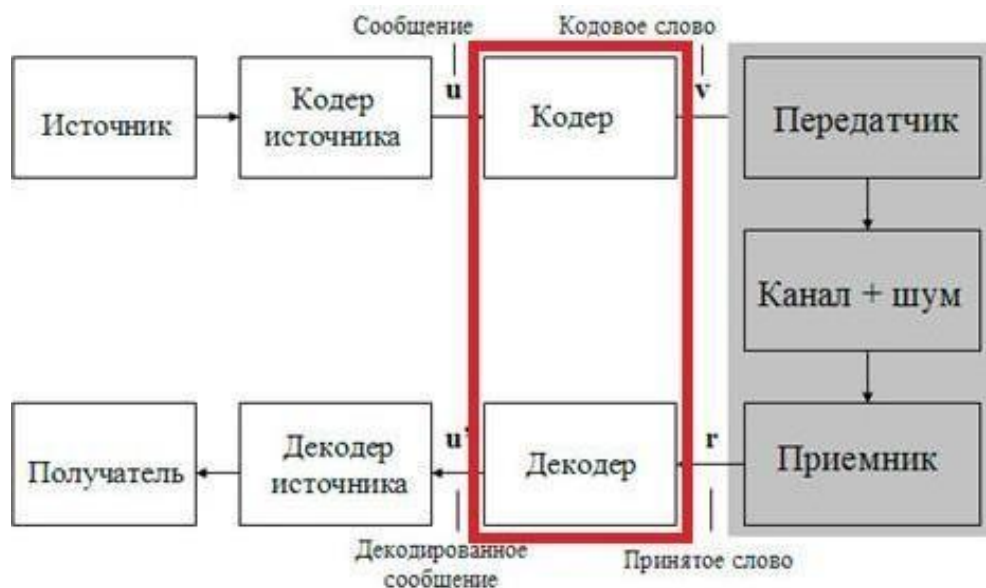 Сообщение
Кодовое слово
Источник
Кодер
источника
u
Кодер
v
Передатчик
Канал + шум
Получатель
Декодер
источника
u'
Декодер
r
Приемник
Декодированное
сообщение
Принятое слово